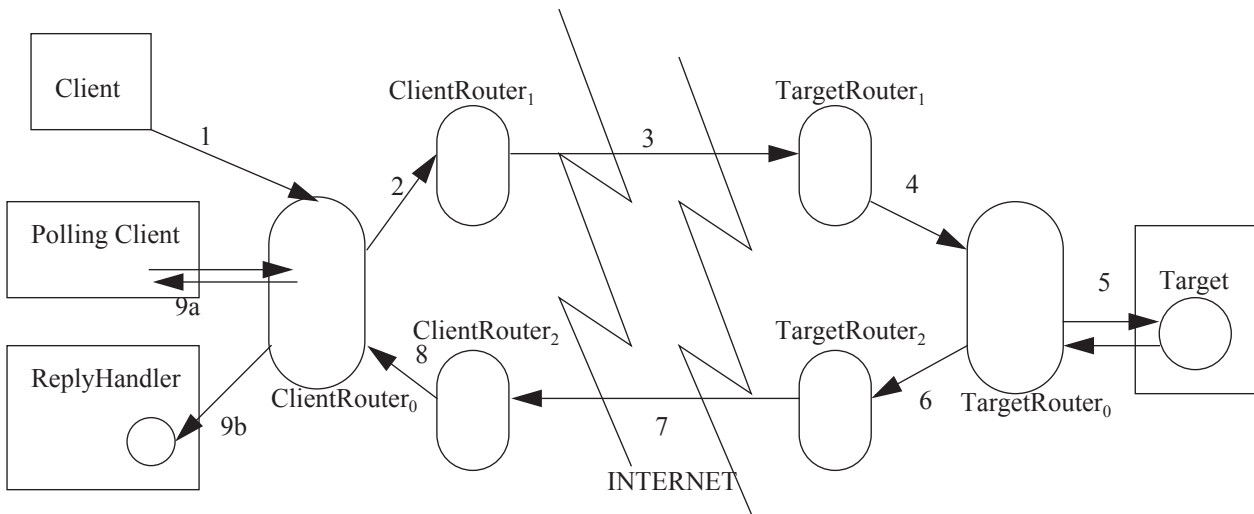 Client
1
ClientRouter₁
2
3
TargetRouter₁
4
Polling Client
9a
5
Target
ClientRouter₂
8
TargetRouter₂
ReplyHandler
ClientRouter₀
9b
7
6
TargetRouter₀
INTERNET